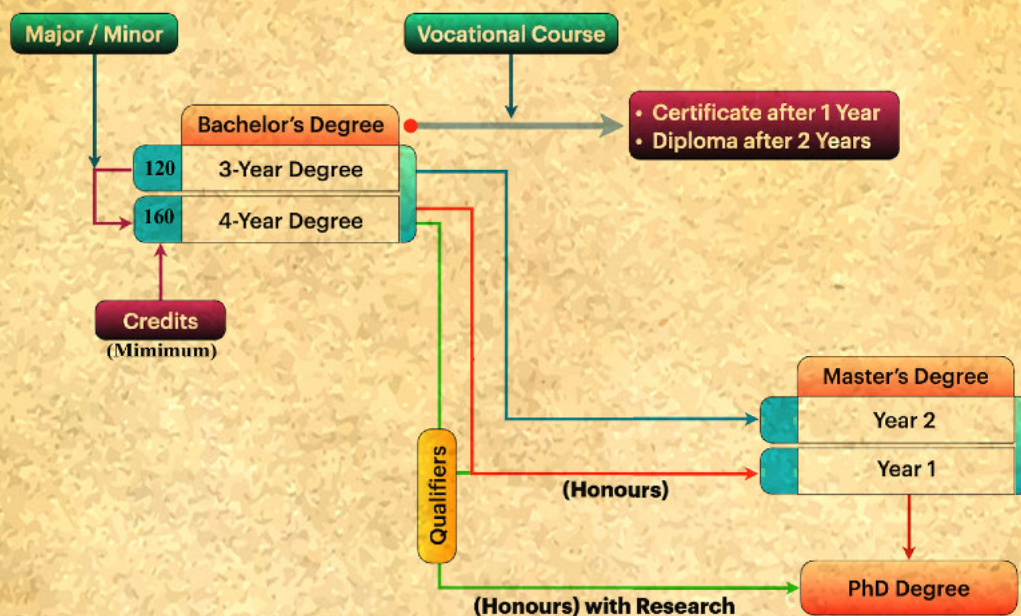 Major / Minor
Vocational Course
Bachelor's Degree
• Certificate after 1 Year
• Diploma after 2 Years
120
3-Year Degree
160
4-Year Degree
Credits
(Mimimum)
Master's Degree
Year 2
Year 1
Qualifiers
(Honours)
PhD Degree
(Honours) with Research